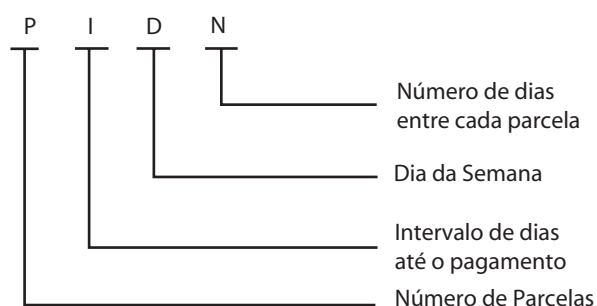 P I D N
Número de dias
entre cada parcela
Dia da Semana
Intervalo de dias
até o pagamento
Número de Parcelas